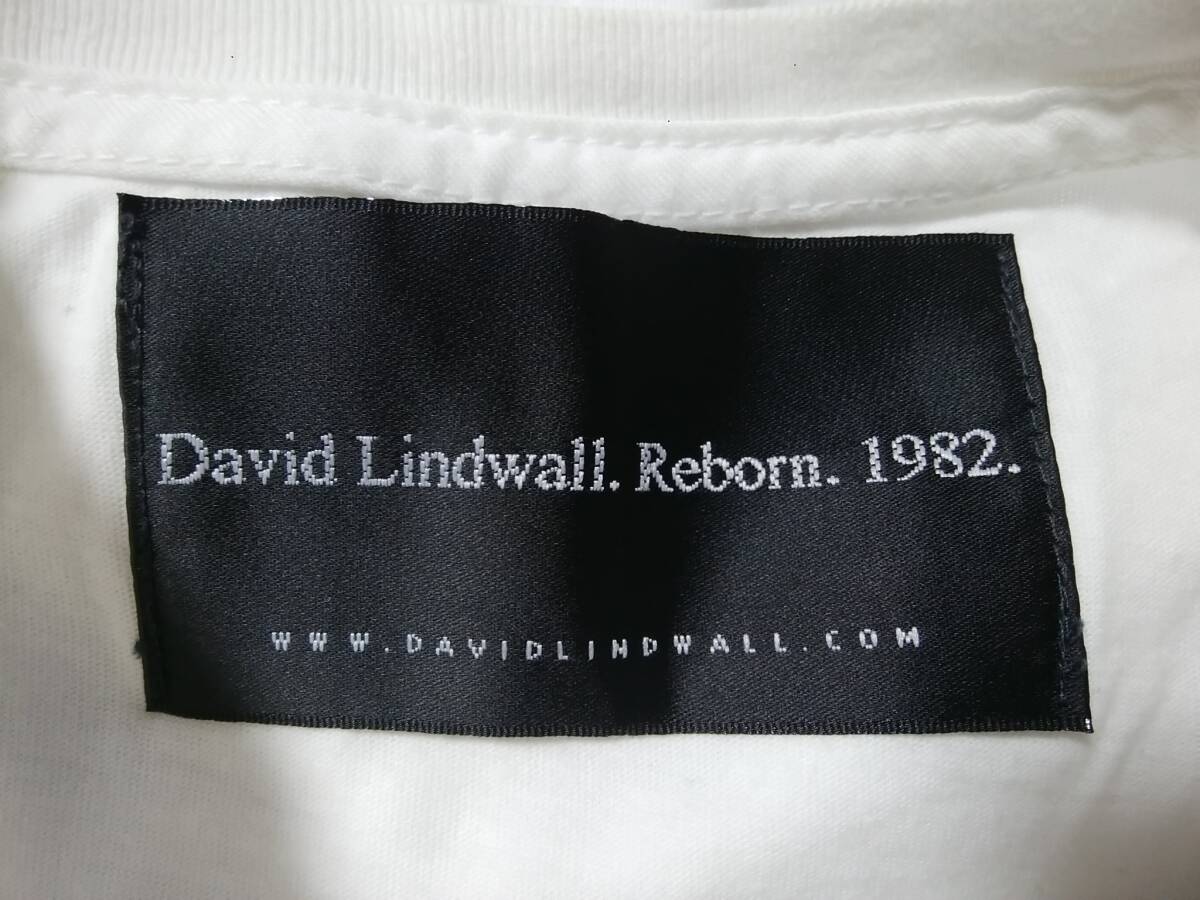 David Lindwall. Reborn. 1982.
WWW.DAVIDLINDWALL.COM